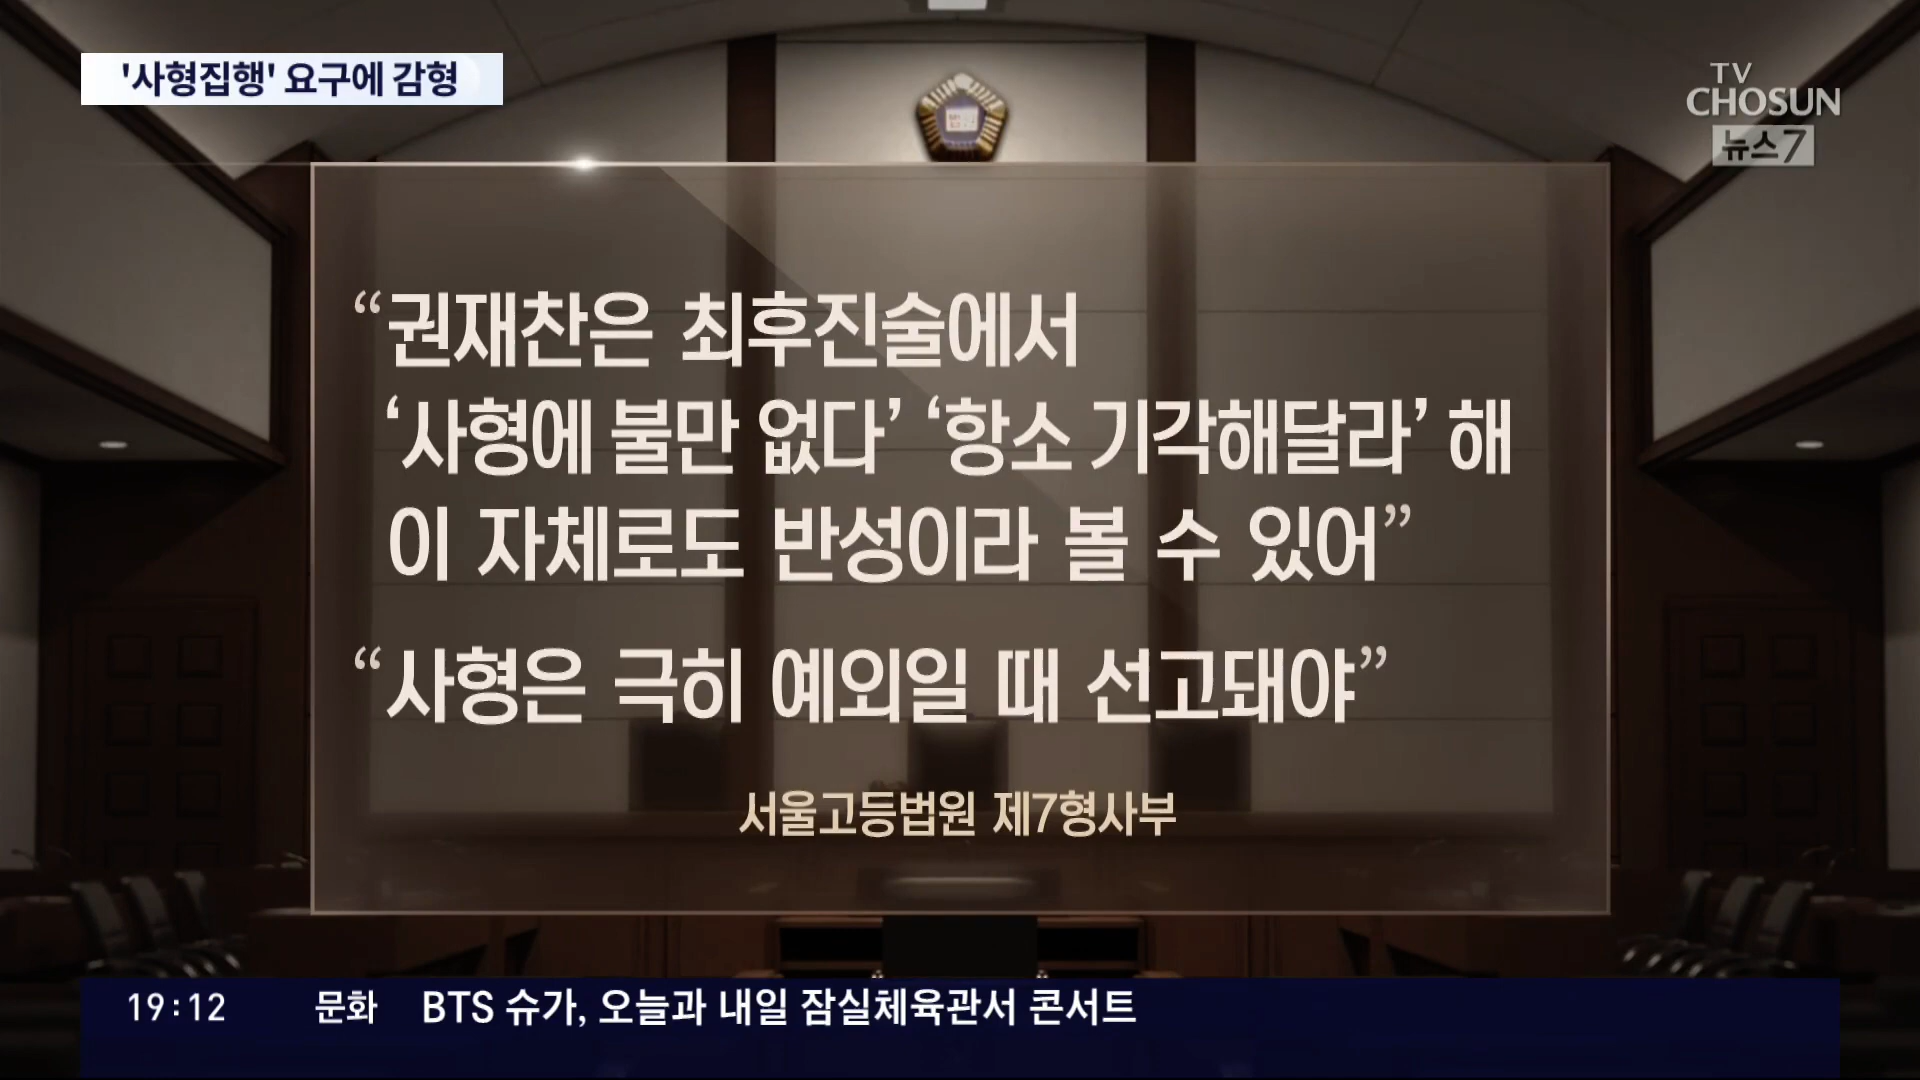 '사형집행' 요구에 감형
TV
CHOSUN
뉴스7
“권재찬은 최후진술에서
‘사형에 불만 없다’ ‘항소 기각해달라’ 해
이 자체로도 반성이라 볼 수 있어”
“사형은 극히 예외일 때 선고돼야”
서울고등법원 제7형사부
19:12 문화 BTS 슈가, 오늘과 내일 잠실체육관서 콘서트